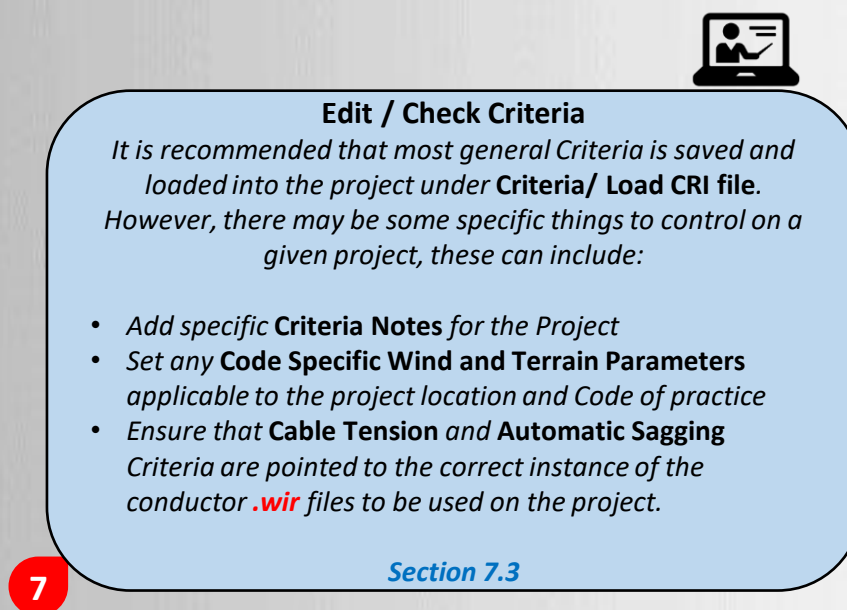 Edit / Check Criteria
It is recommended that most general Criteria is saved and
loaded into the project under Criteria/ Load CRI file.
However, there may be some specific things to control on a
given project, these can include:
• Add specific Criteria Notes for the Project
• Set any Code Specific Wind and Terrain Parameters
applicable to the project location and Code of practice
• Ensure that Cable Tension and Automatic Sagging
Criteria are pointed to the correct instance of the
conductor .wir files to be used on the project.
Section 7.3
7